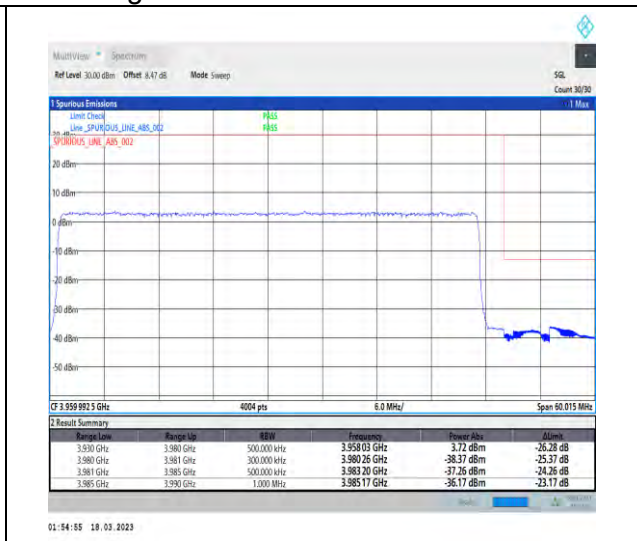 MultiView Spectrum
Ref Level 30.00 dBm Offset 8.47 dB Mode Sweep SGL
Count 30/30
1 Spurious Emissions 1 Max
Limit Check PASS
Line _SPURIOUS_LINE_ABS_002 PASS
_SPURIOUS_LINE_ABS_002
20 dBm
10 dBm
0 dBm
-10 dBm
-20 dBm
-30 dBm
-40 dBm
-50 dBm
CF 3.959 992 5 GHz 4004 pts 6.0 MHz/ Span 60.015 MHz
2 Result Summary
Range Low Range Up RBW Frequency Power Abs ΔLimit
3.930 GHz 3.980 GHz 500.000 kHz 3.958 03 GHz 3.72 dBm -26.28 dB
3.980 GHz 3.981 GHz 300.000 kHz 3.980 26 GHz -38.37 dBm -25.37 dB
3.981 GHz 3.985 GHz 500.000 kHz 3.983 20 GHz -37.26 dBm -24.26 dB
3.985 GHz 3.990 GHz 1.000 MHz 3.985 17 GHz -36.17 dBm -23.17 dB
01:54:55 18.03.2023